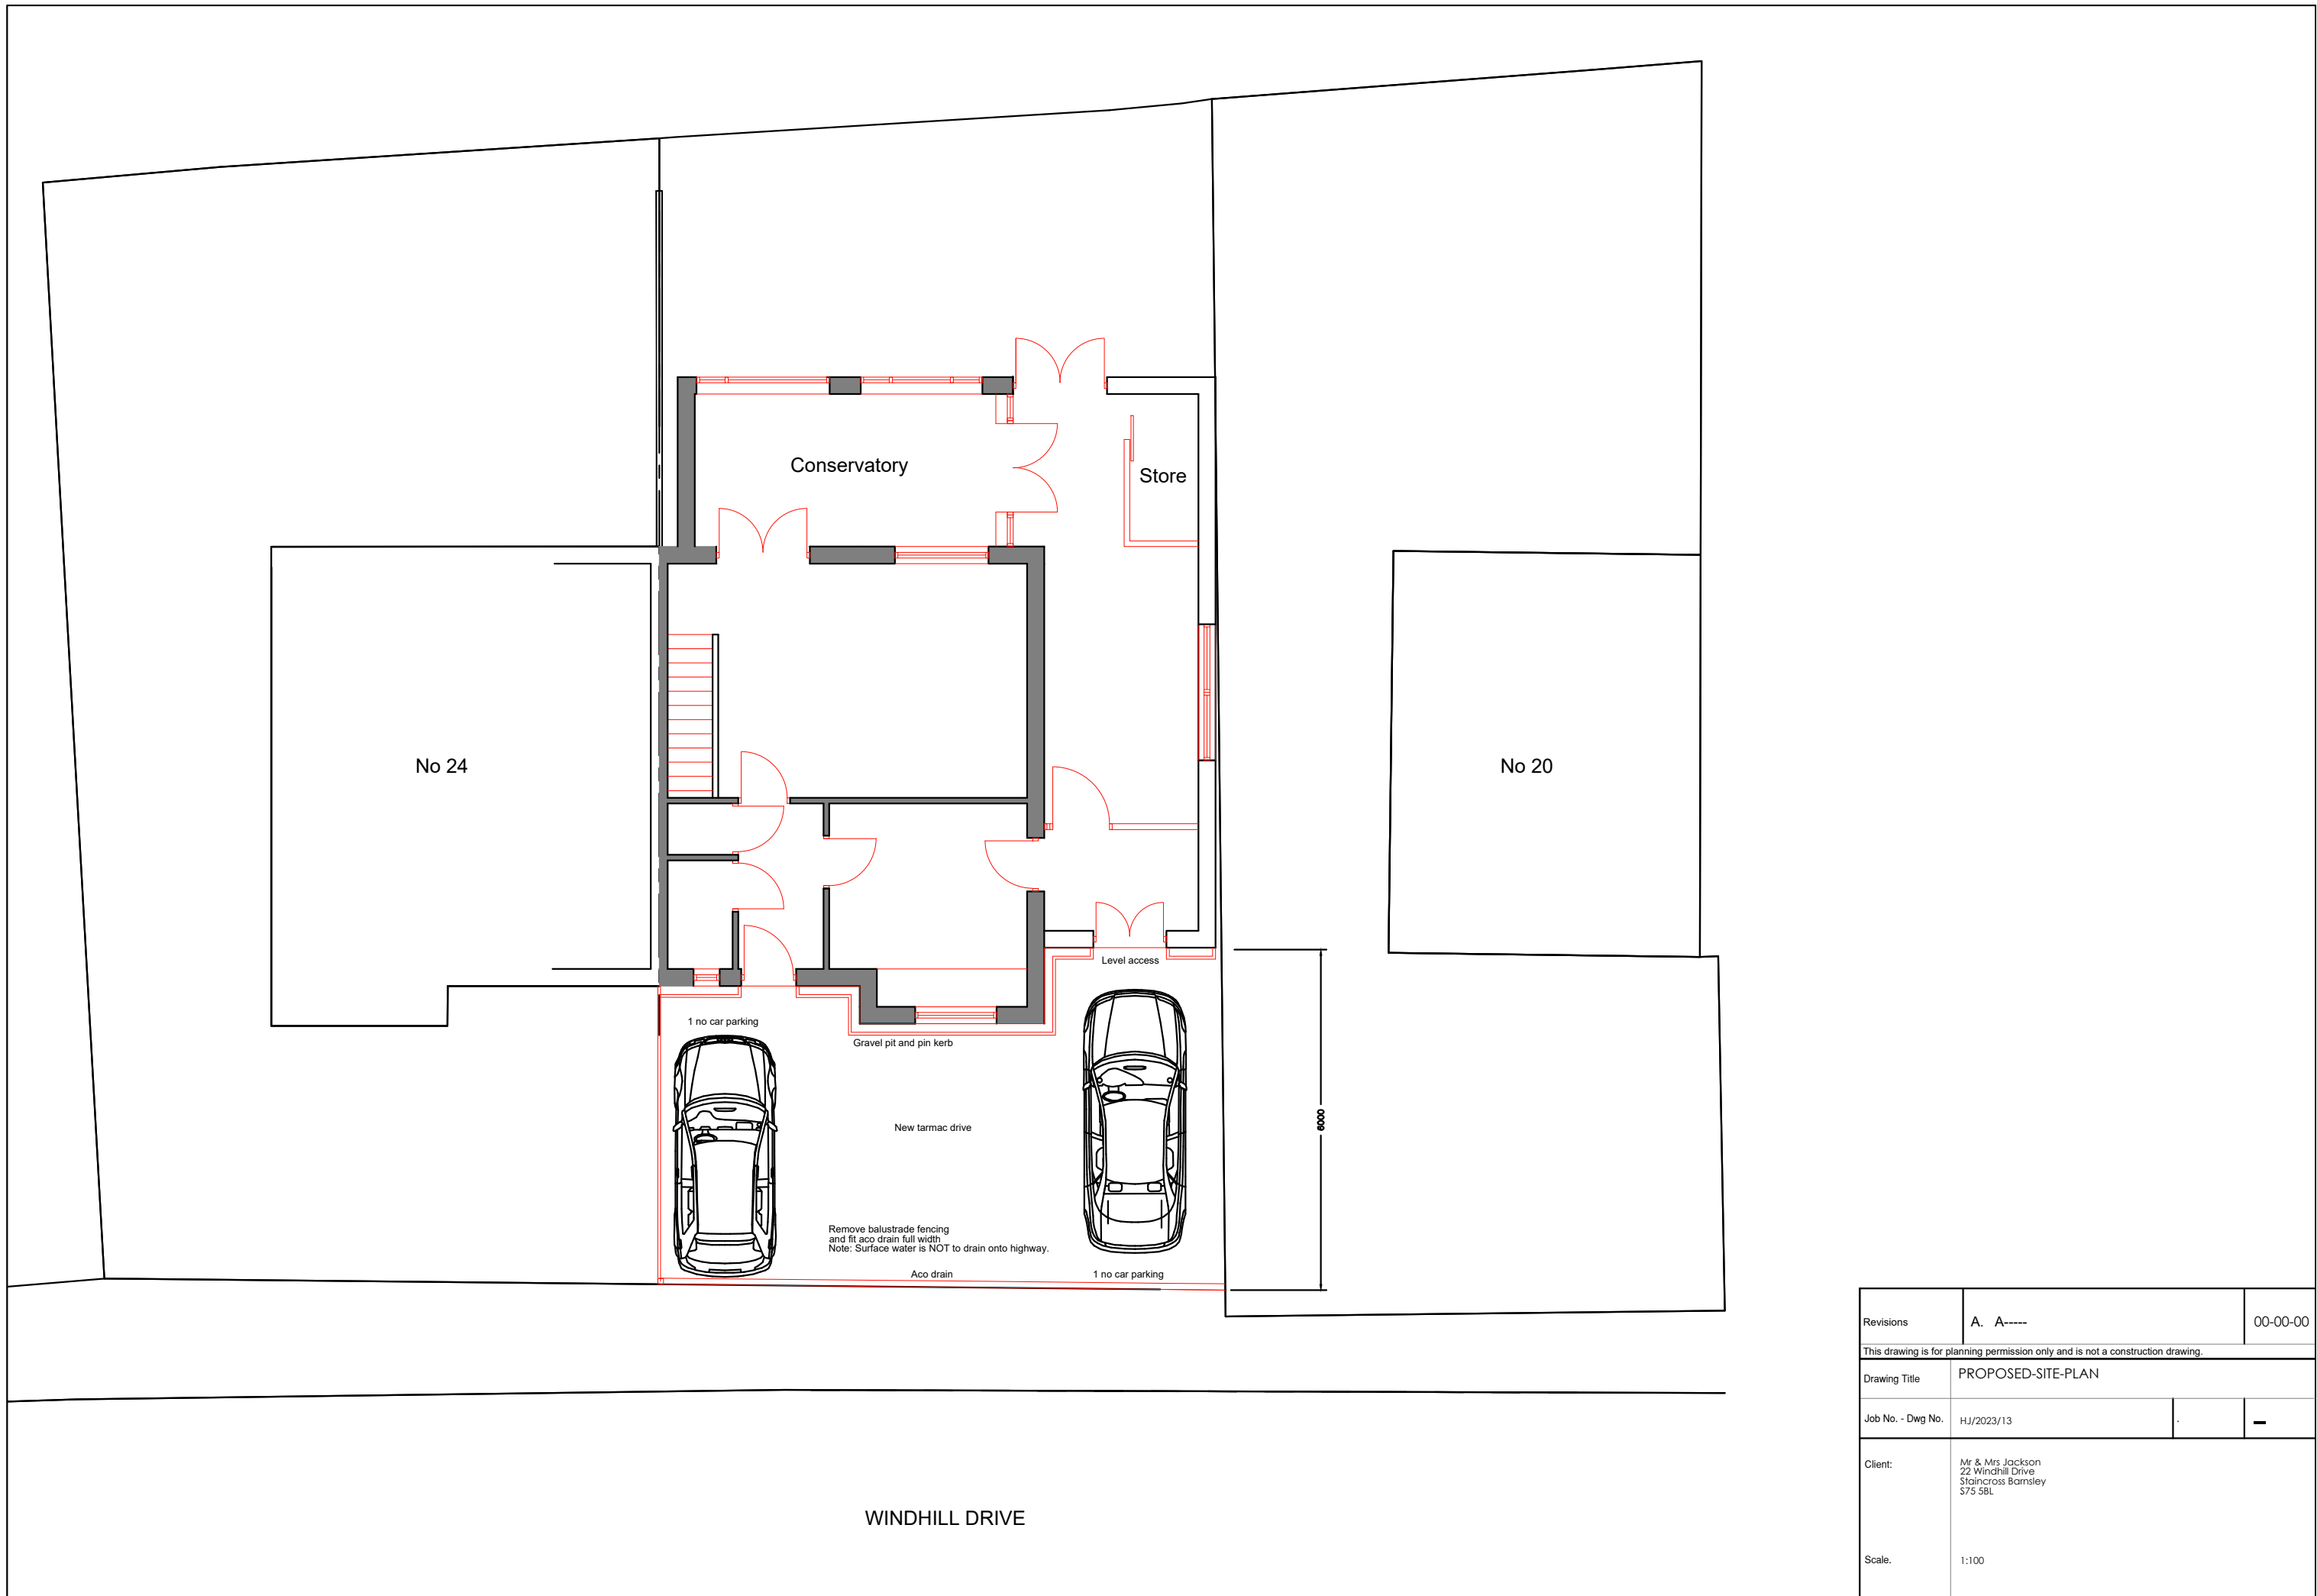 Conservatory
Store
No 24
No 20
Level access
1 no car parking
Gravel pit and pin kerb
New tarmac drive
6000
Remove balustrade fencing
and fit aco drain full width
Note: Surface water is NOT to drain onto highway.
Aco drain
1 no car parking
WINDHILL DRIVE
Revisions A. A----- 00-00-00
This drawing is for planning permission only and is not a construction drawing.
Drawing Title PROPOSED-SITE-PLAN
Job No. - Dwg No. HJ/2023/13 . -
Client: Mr & Mrs Jackson
22 Windhill Drive
Staincross Barnsley
S75 5BL
Scale. 1:100